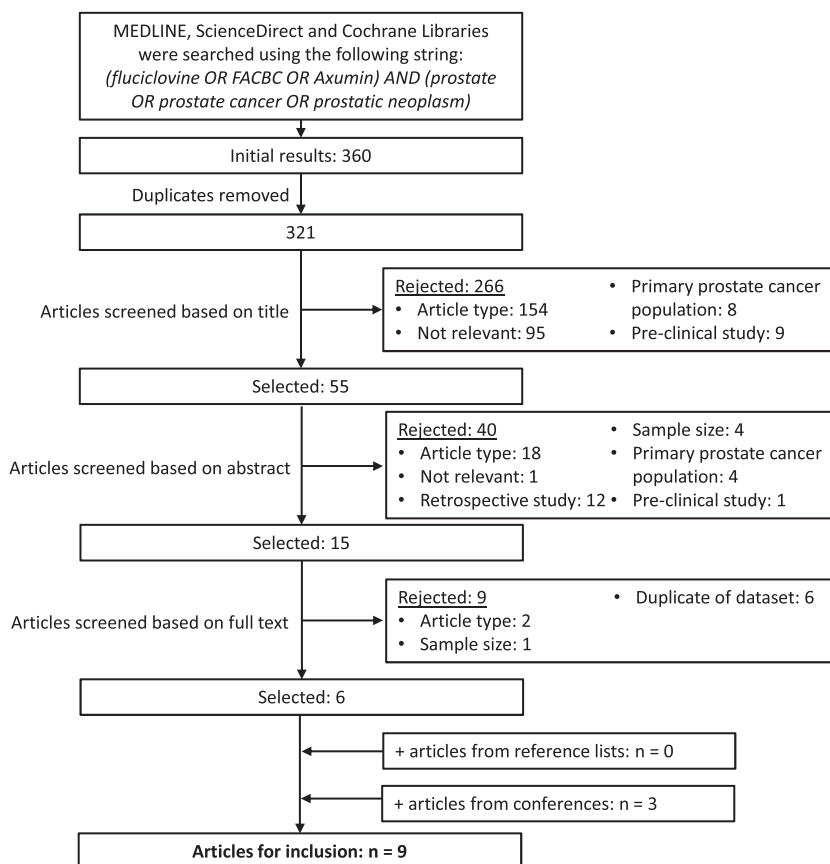 MEDLINE, ScienceDirect and Cochrane Libraries
were searched using the following string:
(fluciclovine OR FACBC OR Axumin) AND (prostate
OR prostate cancer OR prostatic neoplasm)
Initial results: 360
Duplicates removed
321
Articles screened based on title
Rejected: 266
• Article type: 154
• Not relevant: 95
• Primary prostate cancer
population: 8
• Pre-clinical study: 9
Selected: 55
Articles screened based on abstract
Rejected: 40
• Article type: 18
• Not relevant: 1
• Retrospective study: 12
• Sample size: 4
• Primary prostate cancer
population: 4
• Pre-clinical study: 1
Selected: 15
Articles screened based on full text
Rejected: 9
• Article type: 2
• Sample size: 1
• Duplicate of dataset: 6
Selected: 6
+ articles from reference lists: n = 0
+ articles from conferences: n = 3
Articles for inclusion: n = 9